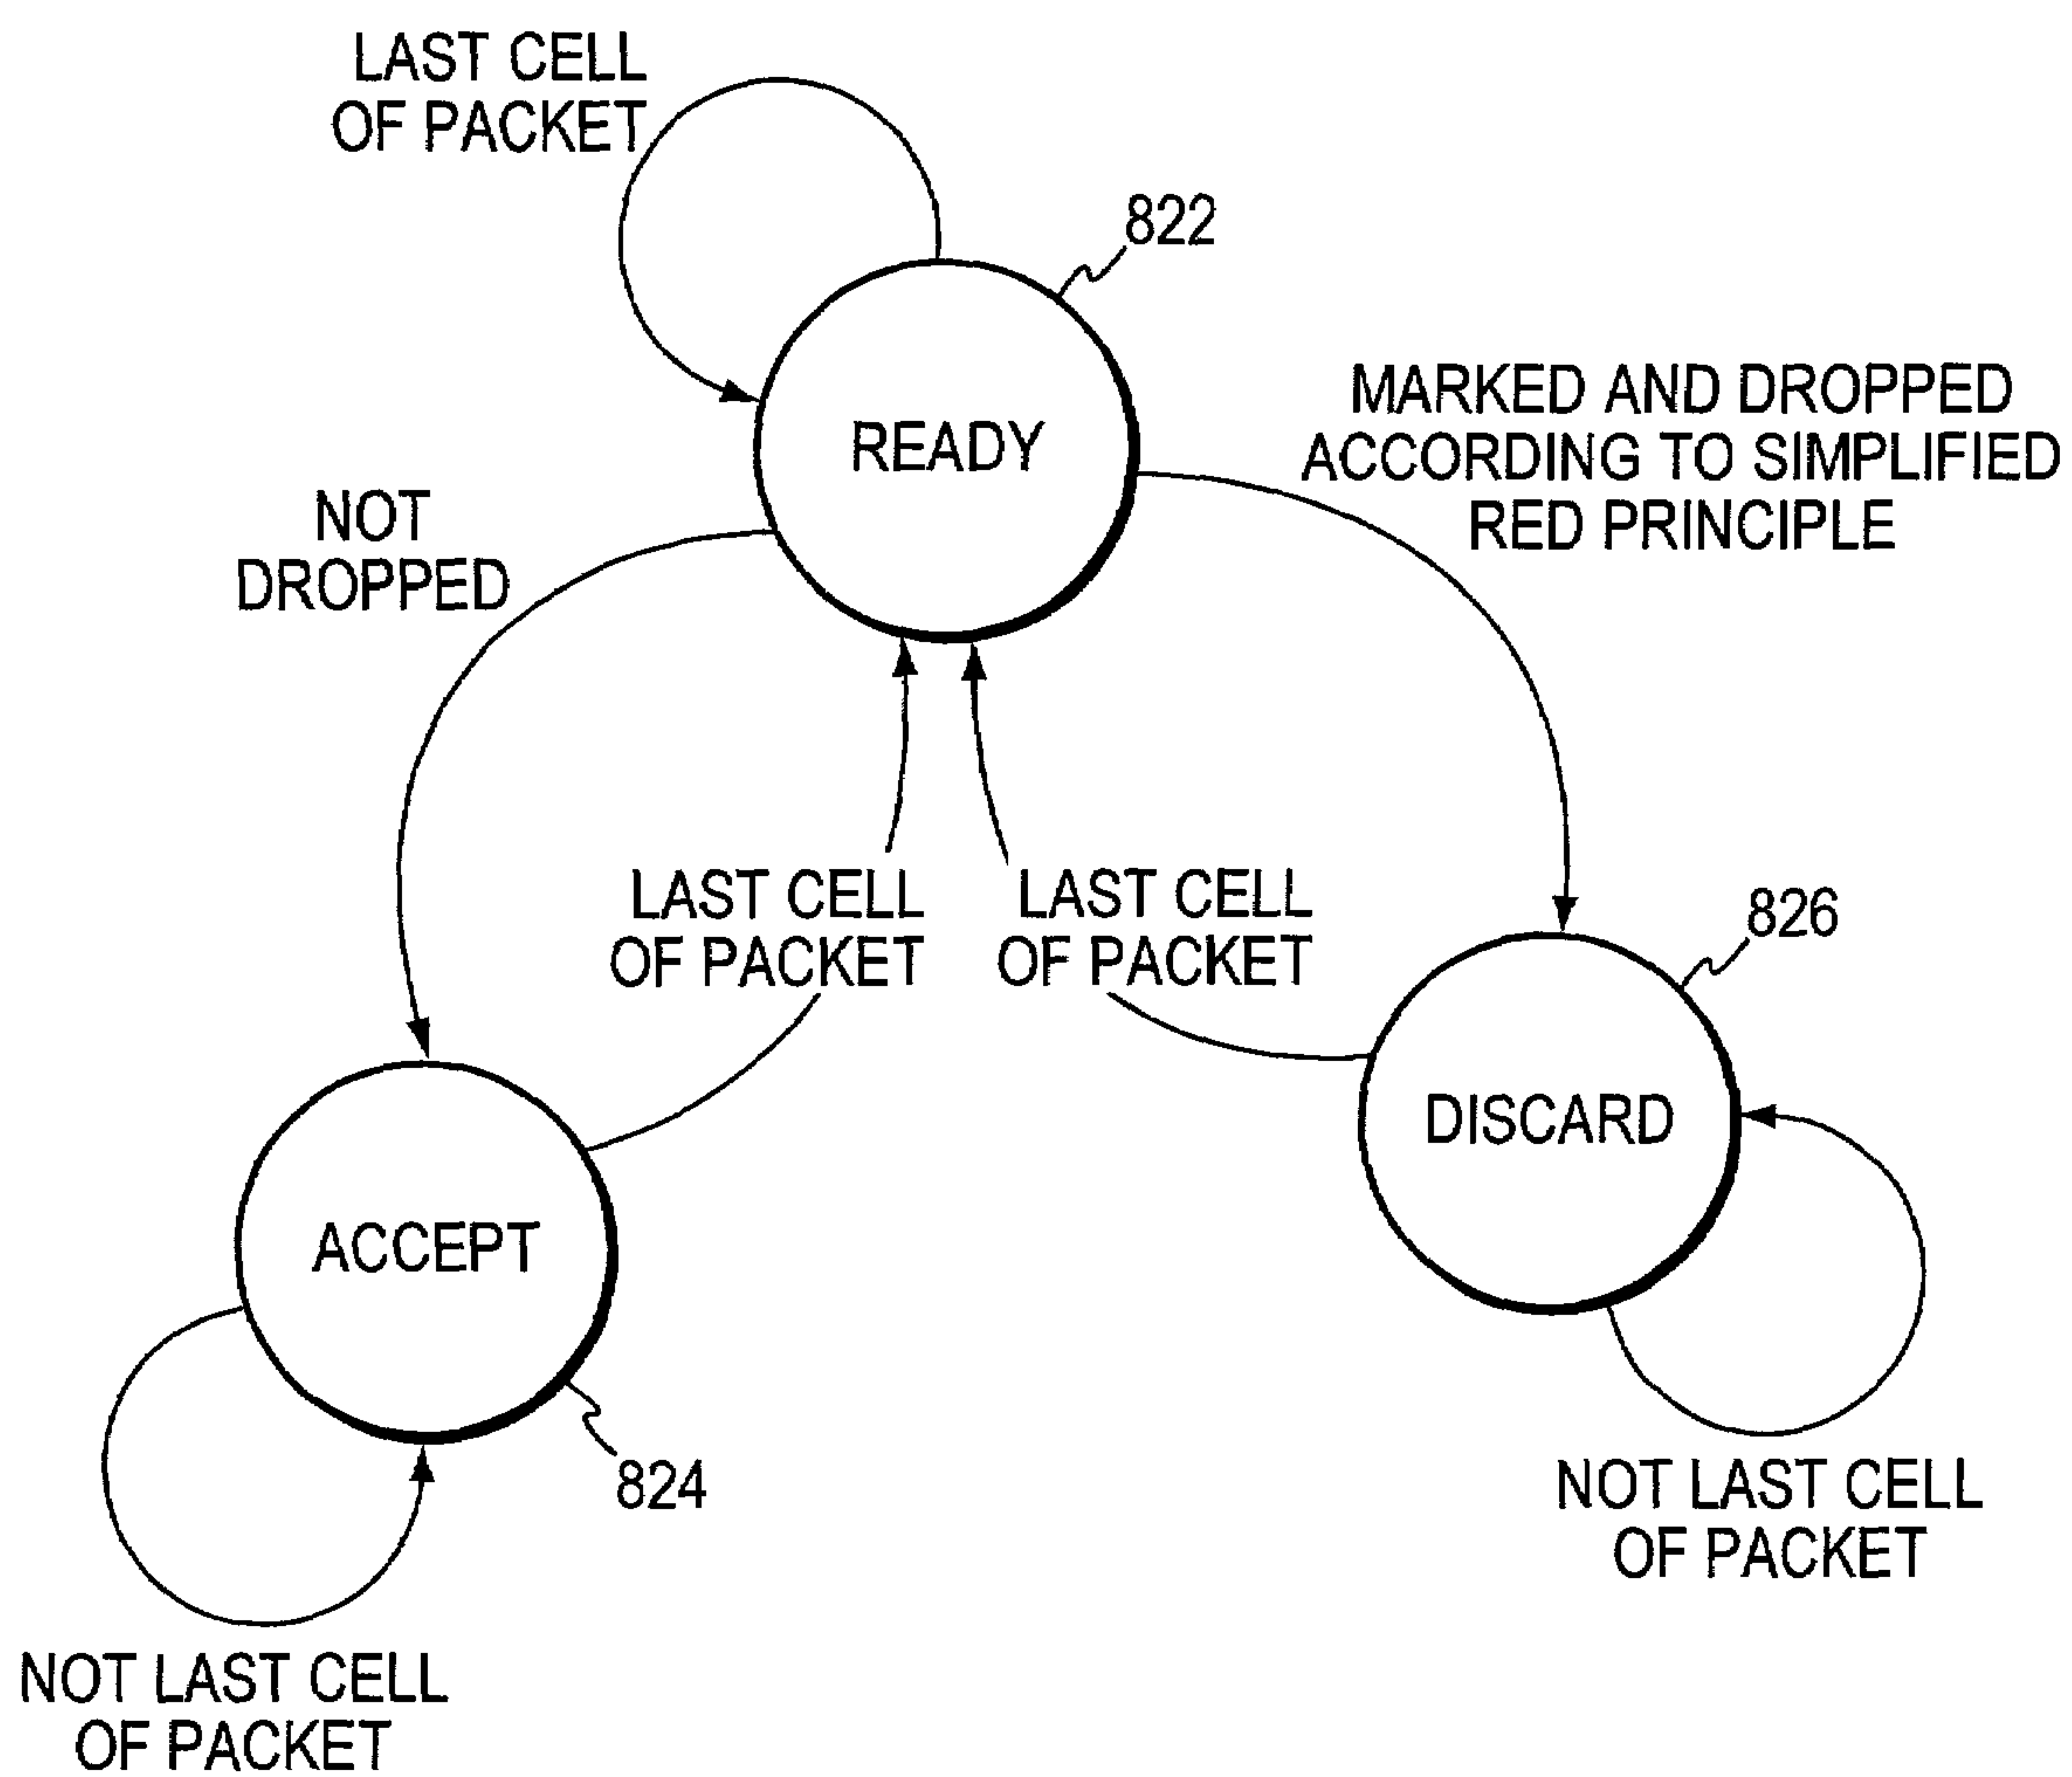 LAST CELL
OF PACKET
822
READY
MARKED AND DROPPED
ACCORDING TO SIMPLIFIED
RED PRINCIPLE
NOT
DROPPED
LAST CELL
OF PACKET
LAST CELL
OF PACKET
826
DISCARD
ACCEPT
824
NOT LAST CELL
OF PACKET
NOT LAST CELL
OF PACKET